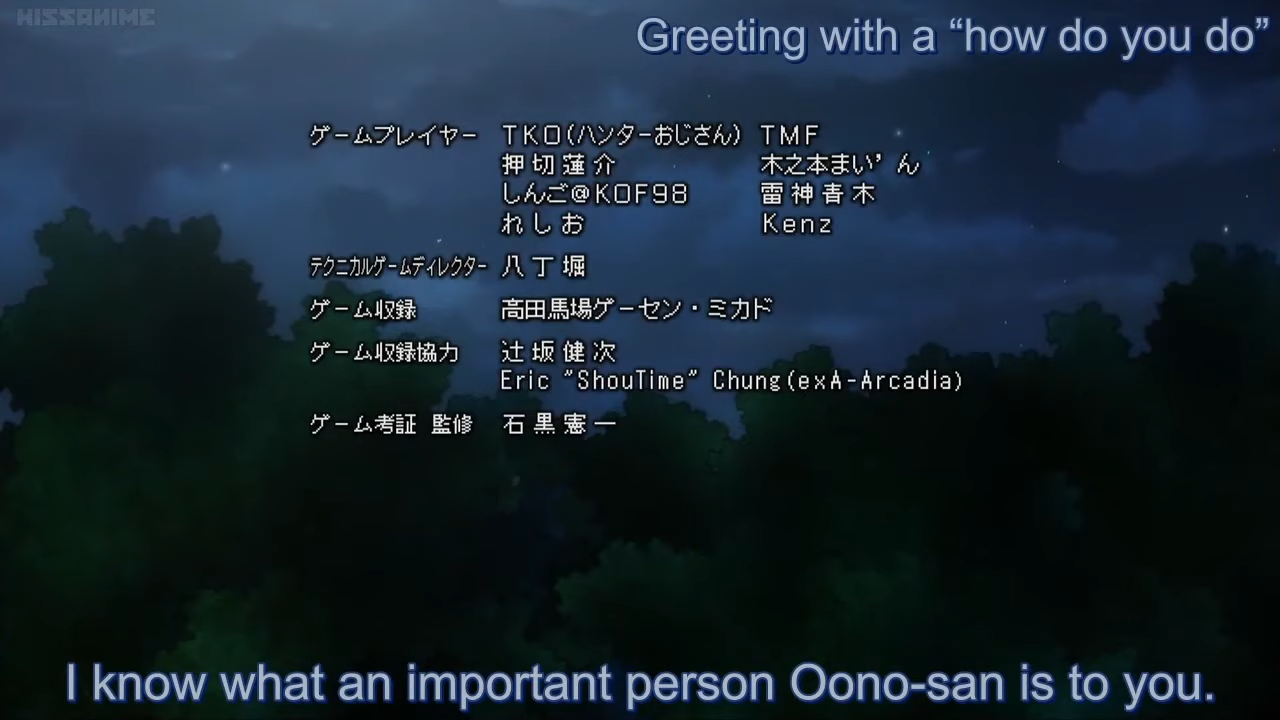 KISSANIME
Greeting with a “how do you do”
ゲームプレイヤー TKO(ハンターおじさん) TMF
押切蓮介 木之本まい’ん
しんご@KOF98 雷神青木
れしお Kenz
テクニカルゲームディレクター 八丁堀
ゲーム収録 高田馬場ゲーセン・ミカド
ゲーム収録協力 辻坂健次
Eric "ShouTime" Chung(exA-Arcadia)
ゲーム考証 監修 石黒憲一
I know what an important person Oono-san is to you.